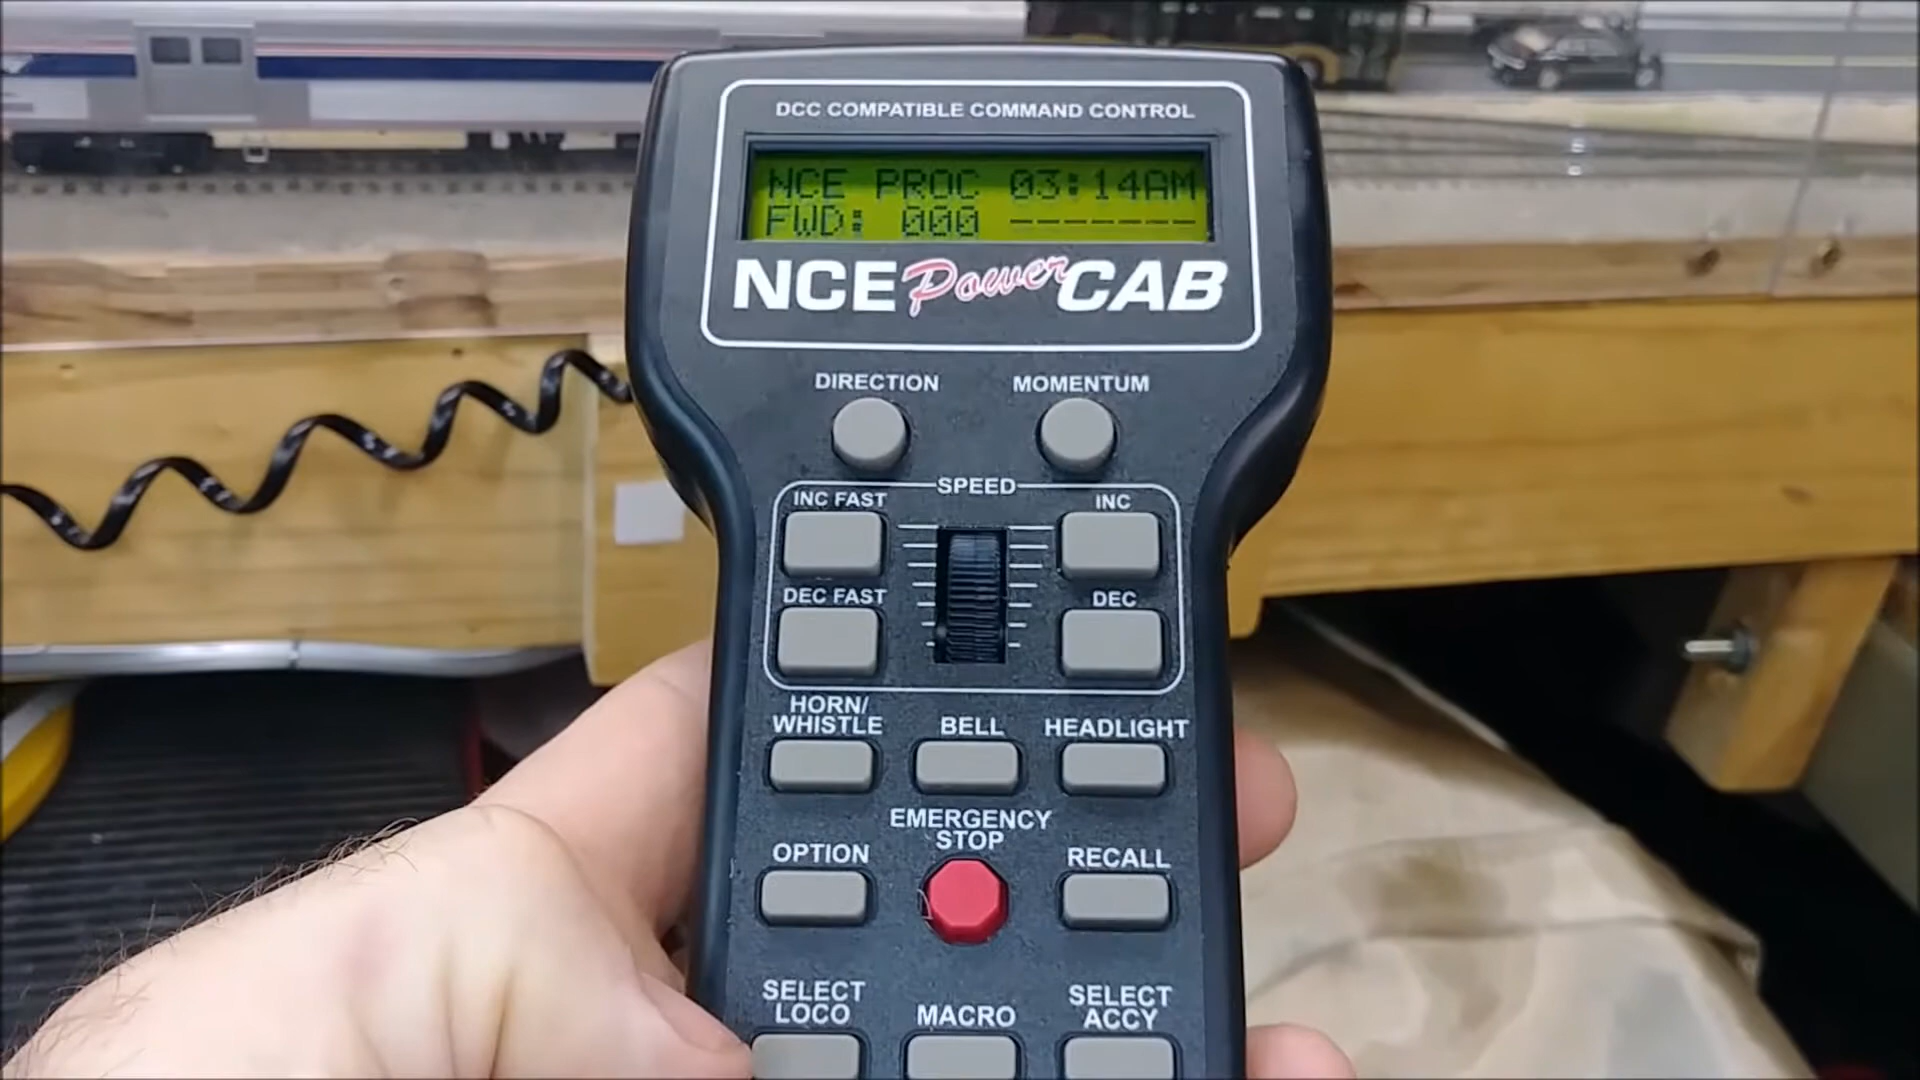 DCC COMPATIBLE COMMAND CONTROL
NCE PROC 03:14AM
FWD: 000 -------
NCE Power CAB
DIRECTION MOMENTUM
SPEED
INC FAST INC
DEC FAST DEC
HORN/
WHISTLE BELL HEADLIGHT
EMERGENCY
STOP
OPTION RECALL
SELECT
LOCO MACRO SELECT
ACCY